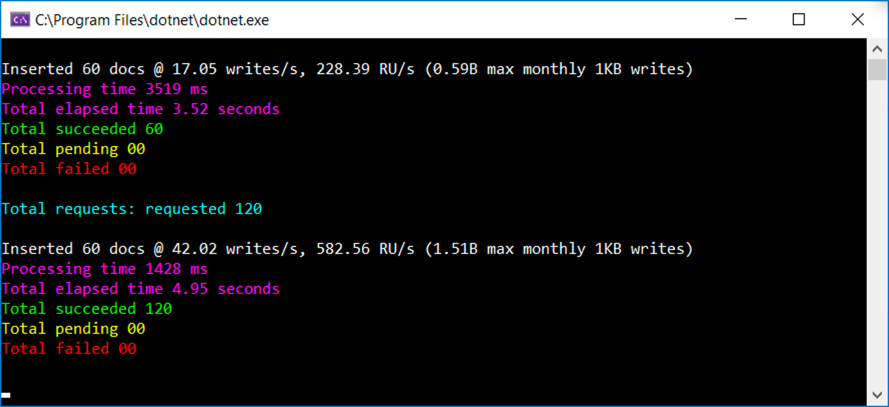 C:\Program Files\dotnet\dotnet.exe
Inserted 60 docs @ 17.05 writes/s, 228.39 RU/s (0.59B max monthly 1KB writes)
Processing time 3519 ms
Total elapsed time 3.52 seconds
Total succeeded 60
Total pending 00
Total failed 00
Total requests: requested 120
Inserted 60 docs @ 42.02 writes/s, 582.56 RU/s (1.51B max monthly 1KB writes)
Processing time 1428 ms
Total elapsed time 4.95 seconds
Total succeeded 120
Total pending 00
Total failed 00